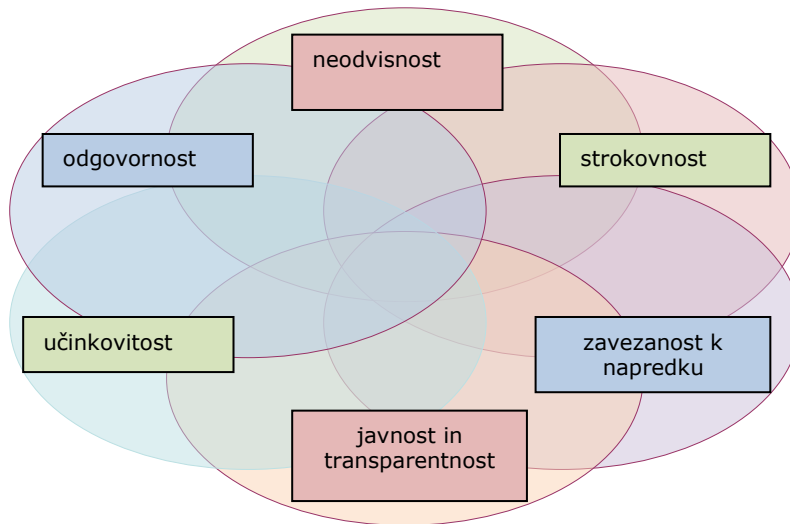 neodvisnost
odgovornost
strokovnost
učinkovitost
zavezanost k
napredku
javnost in
transparentnost